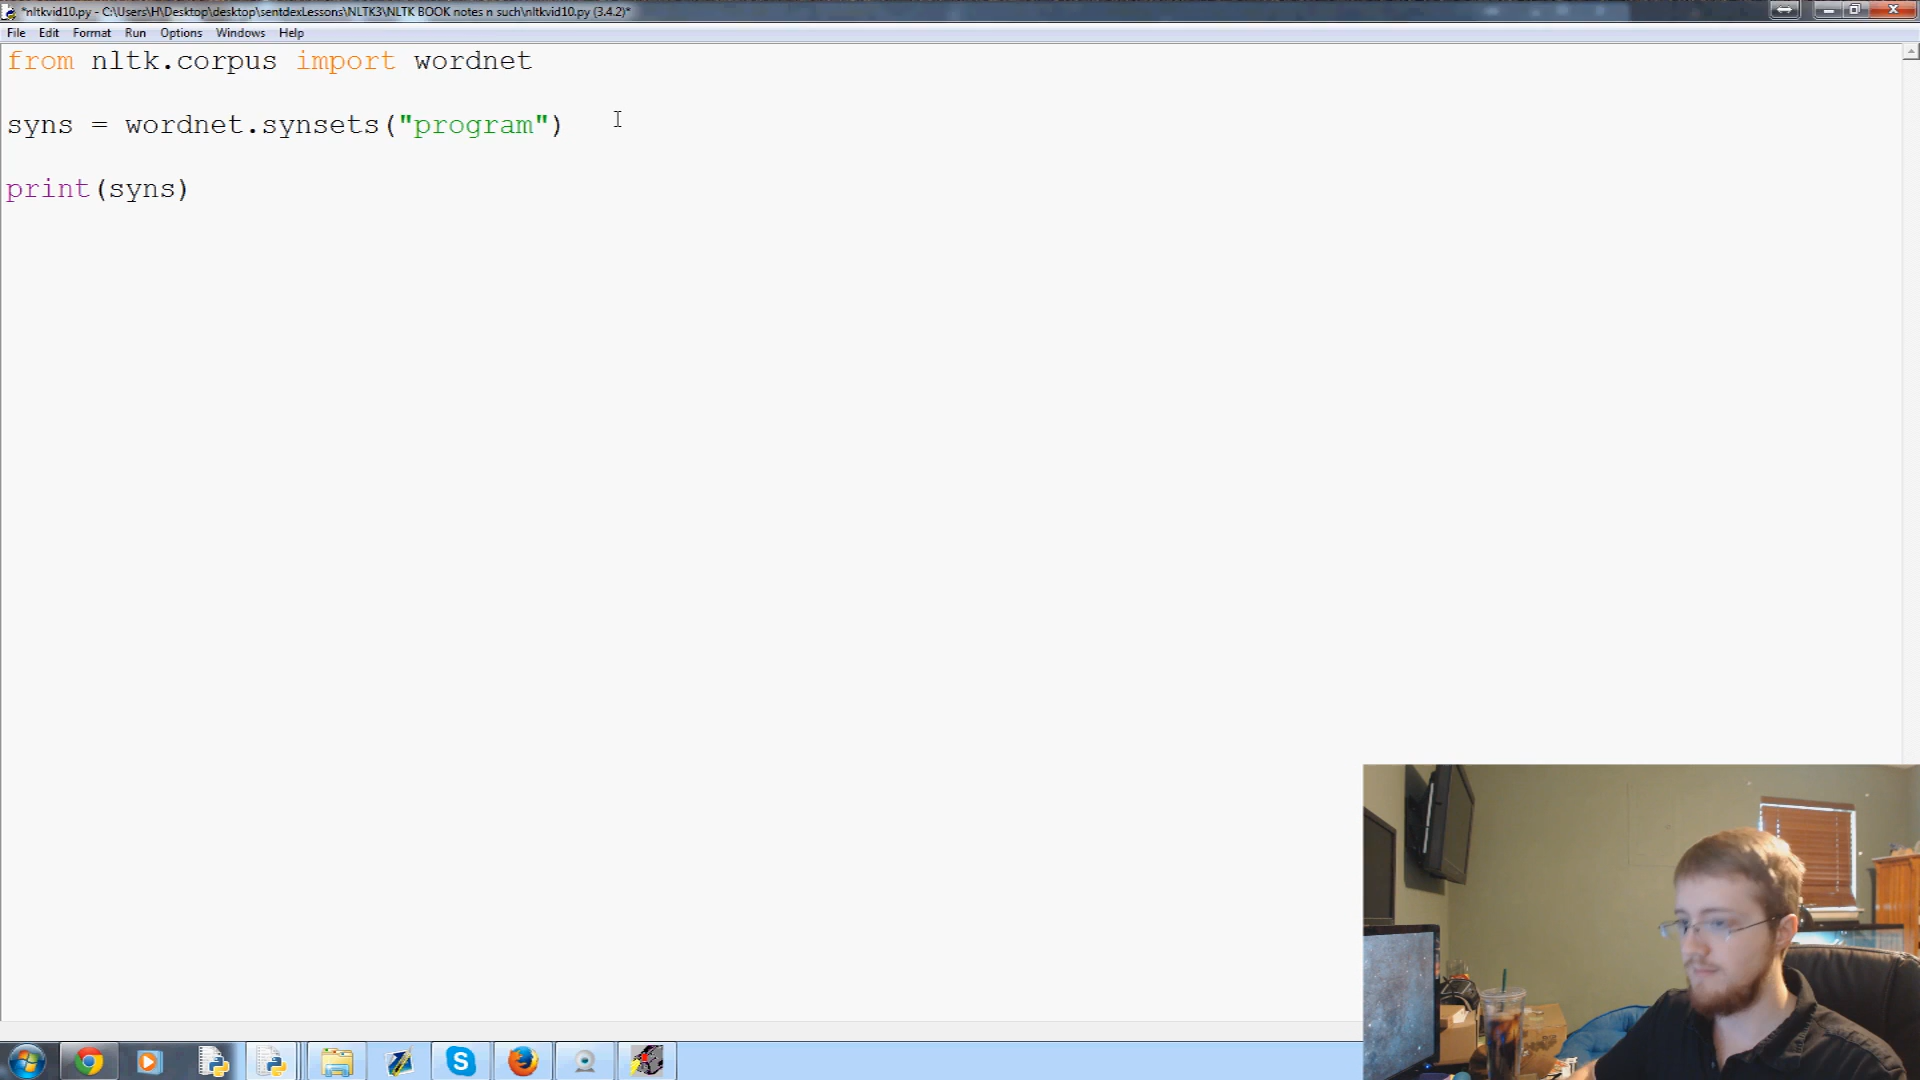 *nltkvid10.py - C:\Users\H\Desktop\desktop\sentdexLessons\NLTK3\NLTK BOOK notes n such\nltkvid10.py (3.4.2)*
File Edit Format Run Options Windows Help
from nltk.corpus import wordnet
syns = wordnet.synsets("program")
print(syns)